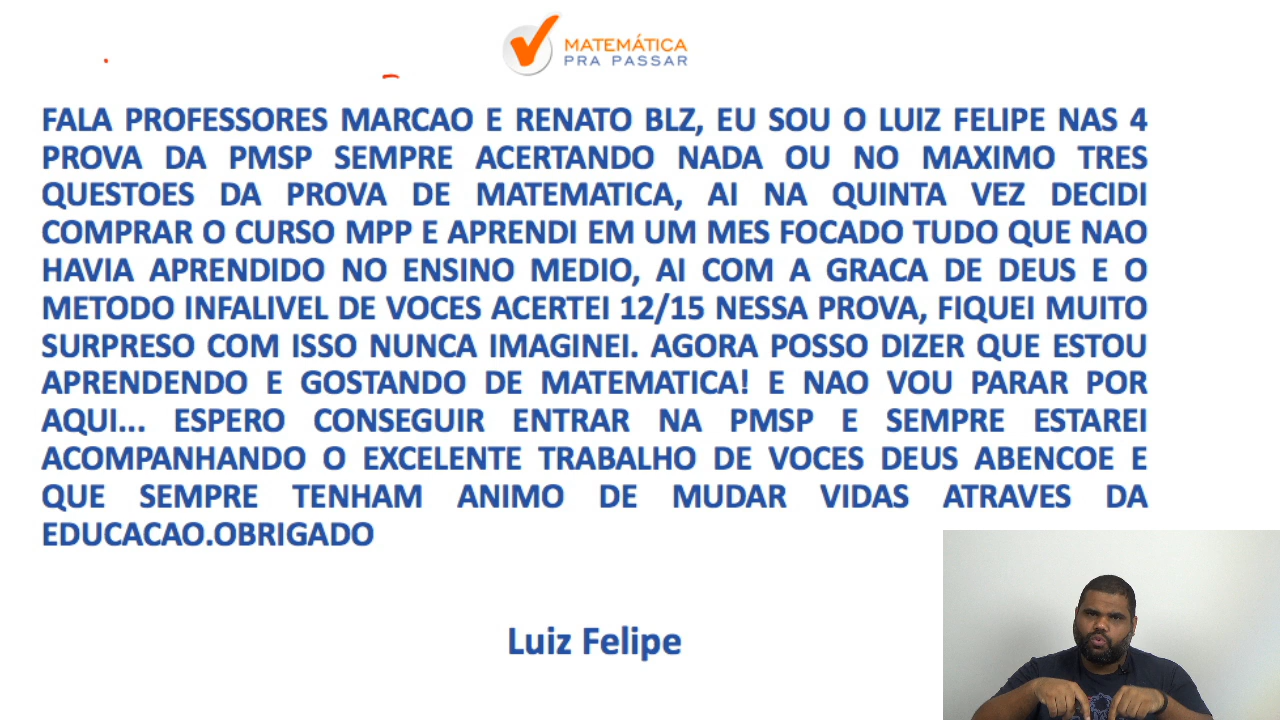 MATEMÁTICA
PRA PASSAR
FALA PROFESSORES MARCAO E RENATO BLZ, EU SOU O LUIZ FELIPE NAS 4
PROVA DA PMSP SEMPRE ACERTANDO NADA OU NO MAXIMO TRES
QUESTOES DA PROVA DE MATEMATICA, AI NA QUINTA VEZ DECIDI
COMPRAR O CURSO MPP E APRENDI EM UM MES FOCADO TUDO QUE NAO
HAVIA APRENDIDO NO ENSINO MEDIO, AI COM A GRACA DE DEUS E O
METODO INFALIVEL DE VOCES ACERTEI 12/15 NESSA PROVA, FIQUEI MUITO
SURPRESO COM ISSO NUNCA IMAGINEI. AGORA POSSO DIZER QUE ESTOU
APRENDENDO E GOSTANDO DE MATEMATICA! E NAO VOU PARAR POR
AQUI... ESPERO CONSEGUIR ENTRAR NA PMSP E SEMPRE ESTAREI
ACOMPANHANDO O EXCELENTE TRABALHO DE VOCES DEUS ABENCOE E
QUE SEMPRE TENHAM ANIMO DE MUDAR VIDAS ATRAVES DA
EDUCACAO.OBRIGADO
Luiz Felipe